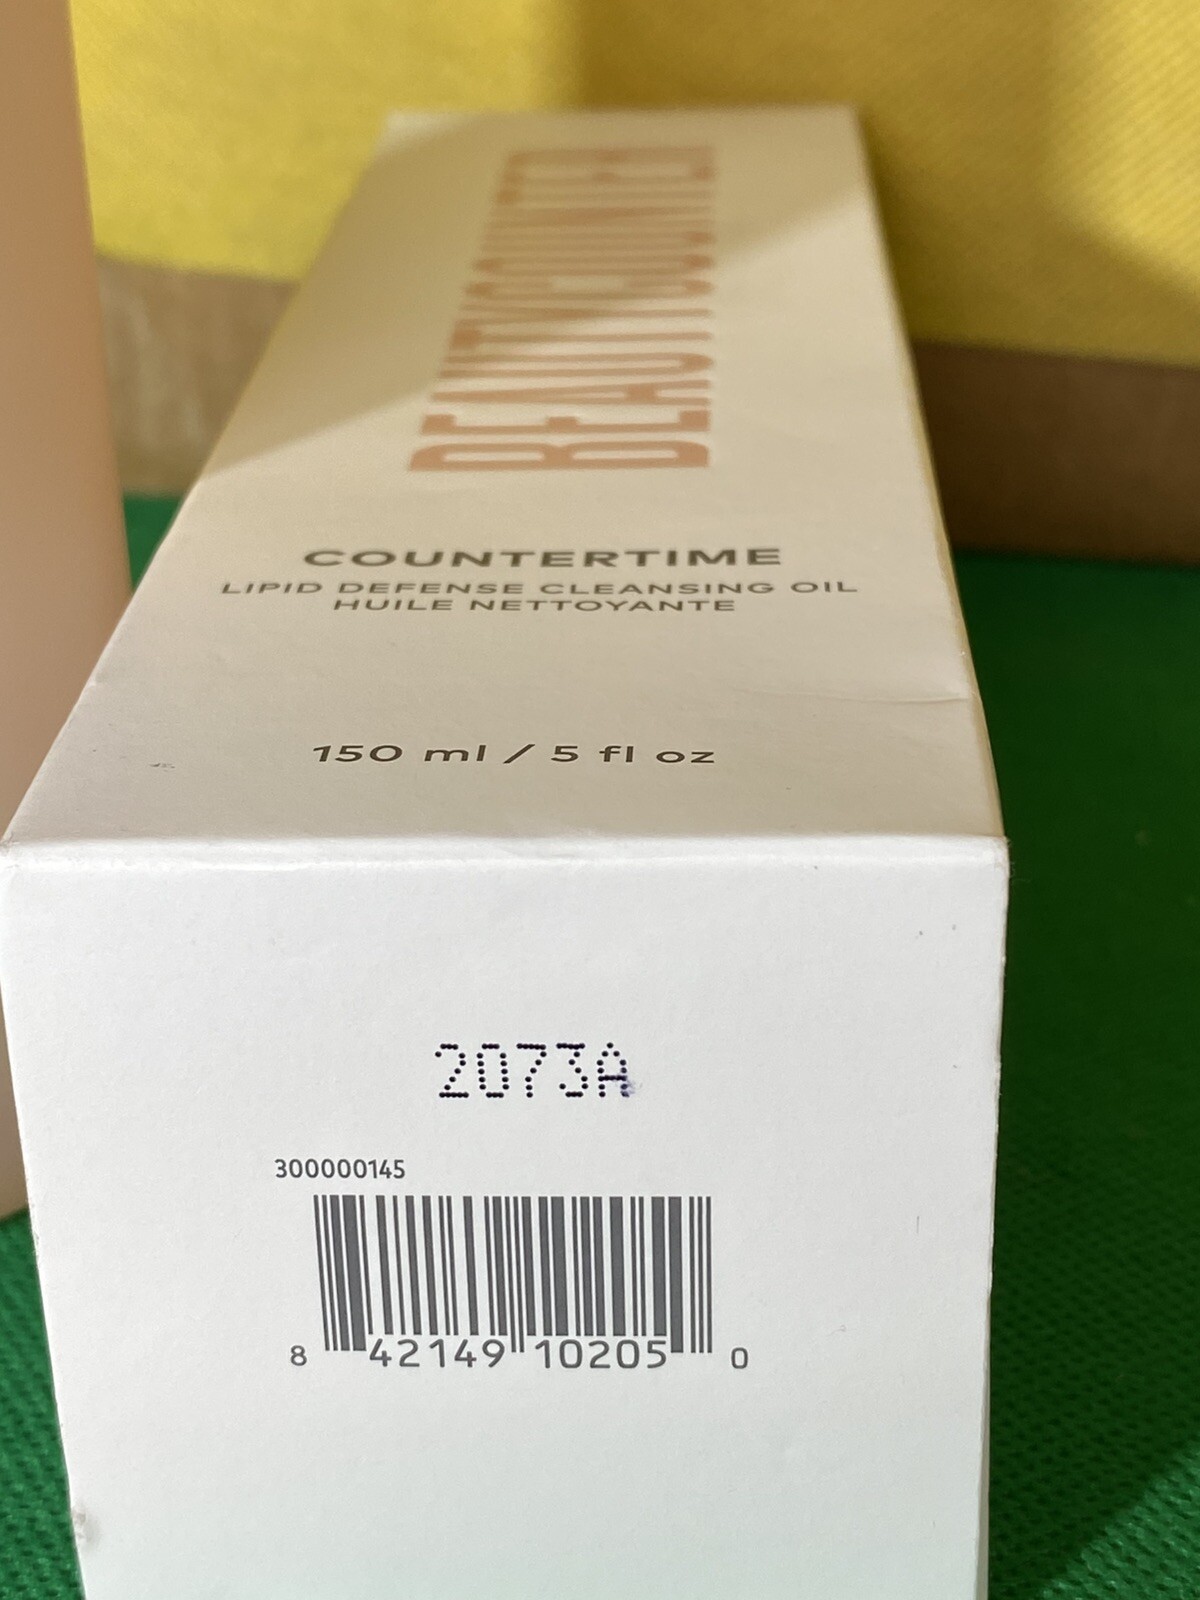 BEAUTYCOUNTER
COUNTERTIME
LIPID DEFENSE CLEANSING OIL
HUILE NETTOYANTE
150 ml / 5 fl oz
2073A
300000145
8 42149 10205 0